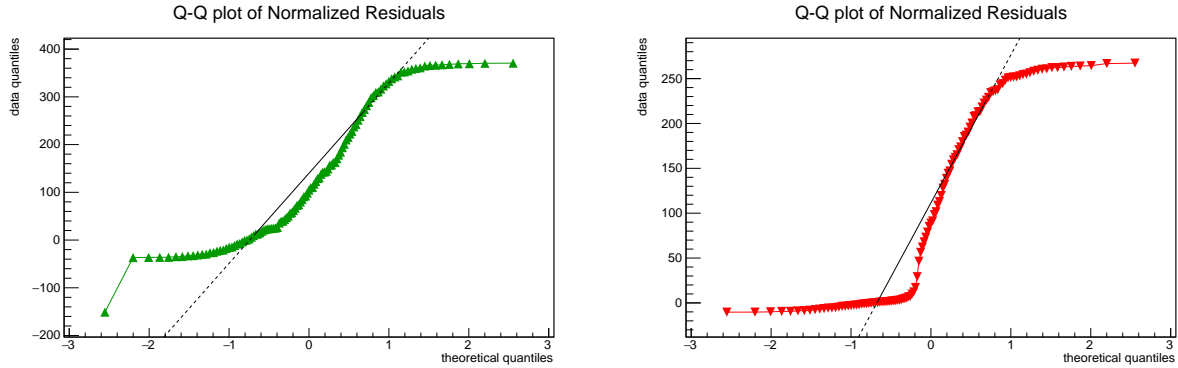 Q-Q plot of Normalized Residuals
data quantiles
400
300
200
100
0
−100
−200
−3 −2 −1 0 1 2 3
theoretical quantiles
Q-Q plot of Normalized Residuals
data quantiles
250
200
150
100
50
0
−3 −2 −1 0 1 2 3
theoretical quantiles